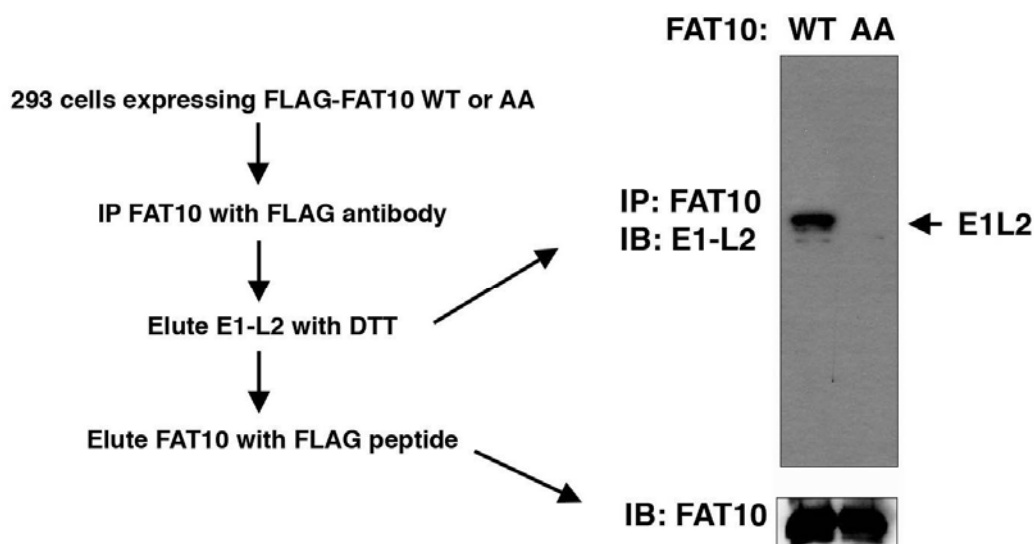 FAT10: WT AA
293 cells expressing FLAG-FAT10 WT or AA
IP FAT10 with FLAG antibody
Elute E1-L2 with DTT
Elute FAT10 with FLAG peptide
IP: FAT10
IB: E1-L2
E1L2
IB: FAT10